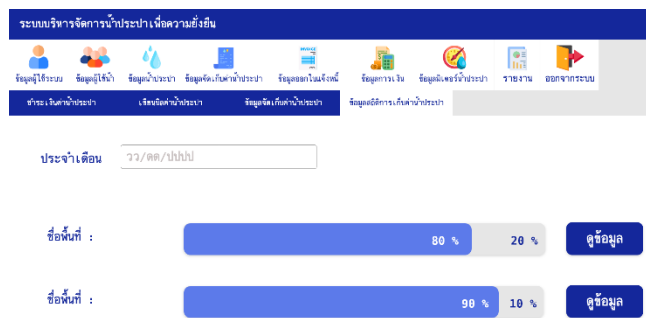 ระบบบริหารจัดการน้ำประปาเพื่อความยั่งยืน
INVOICE
ข้อมูลผู้ใช้ระบบ ข้อมูลผู้ใช้น้ำ ข้อมูลน้ำประปา ข้อมูลจัดเก็บค่าน้ำประปา ข้อมูลออกใบแจ้งหนี้ ข้อมูลการเงิน ข้อมูลมิเตอร์น้ำประปา รายงาน ออกจากระบบ
ชำระเงินค่าน้ำประปา เขียนบิลค่าน้ำประปา ข้อมูลจัดเก็บค่าน้ำประปา ข้อมูลสถิติการเก็บค่าน้ำประปา
ประจำเดือน วว/ดด/ปปปป
ชื่อพื้นที่ : 80 % 20 % ดูข้อมูล
ชื่อพื้นที่ : 90 % 10 % ดูข้อมูล